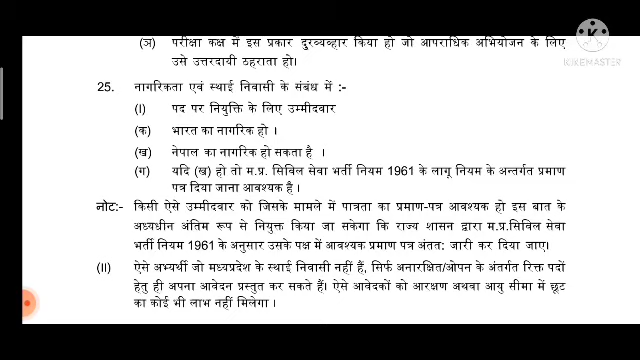 (ञ) परीक्षा कक्ष में इस प्रकार दुरव्यव्हार किया हो जो आपराधिक अभियोजन के लिए
उसे उत्तरदायी ठहराता हो।
25. नागरिकता एवं स्थाई निवासी के संबंध में :-
(I) पद पर नियुक्ति के लिए उम्मीदवार
(क) भारत का नागरिक हो ।
(ख) नेपाल का नागरिक हो सकता है ।
(ग) यदि (ख) हो तो म.प्र. सिविल सेवा भर्ती नियम 1961 के लागू नियम के अन्तर्गत प्रमाण
पत्र दिया जाना आवश्यक है ।
नोट:- किसी ऐसे उम्मीदवार को जिसके मामले में पात्रता का प्रमाण-पत्र आवश्यक हो इस बात के
अध्यधीन अंतिम रूप से नियुक्त किया जा सकेगा कि राज्य शासन द्वारा म.प्र.सिविल सेवा
भर्ती नियम 1961 के अनुसार उसके पक्ष में आवश्यक प्रमाण पत्र अंततः जारी कर दिया जाए।
(II) ऐसे अभ्यर्थी जो मध्यप्रदेश के स्थाई निवासी नहीं हैं, सिर्फ अनारक्षित/ओपन के अंतर्गत रिक्त पदों
हेतु ही अपना आवेदन प्रस्तुत कर सकते हैं। ऐसे आवेदकों को आरक्षण अथवा आयु सीमा में छूट
का कोई भी लाभ नहीं मिलेगा ।
KINEMASTER